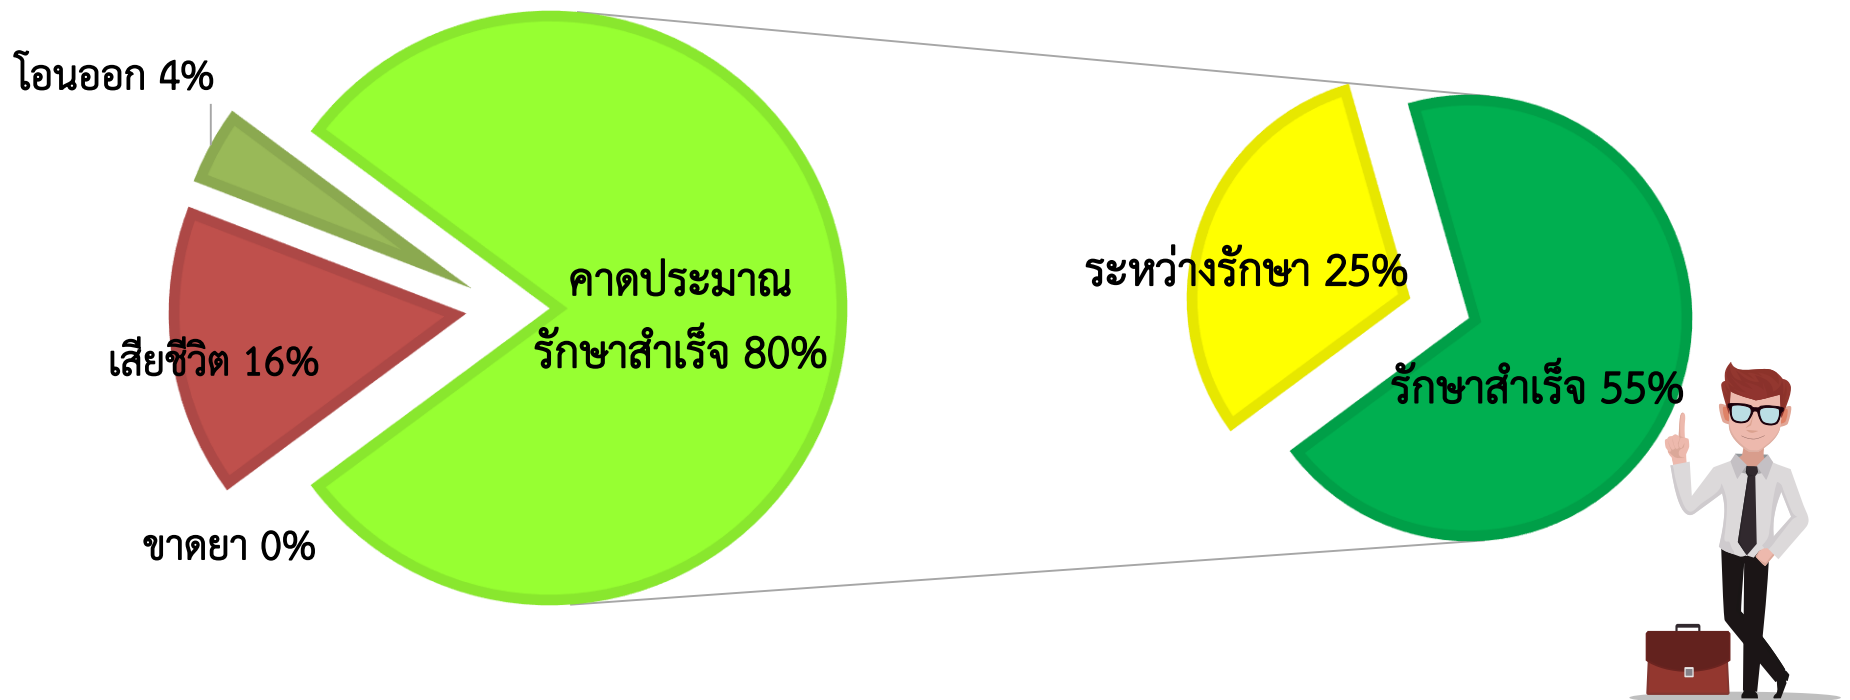 โอนออก 4%
เสียชีวิต 16%
ขาดยา 0%
คาดประมาณ
รักษาสำเร็จ 80%
ระหว่างรักษา 25%
รักษาสำเร็จ 55%